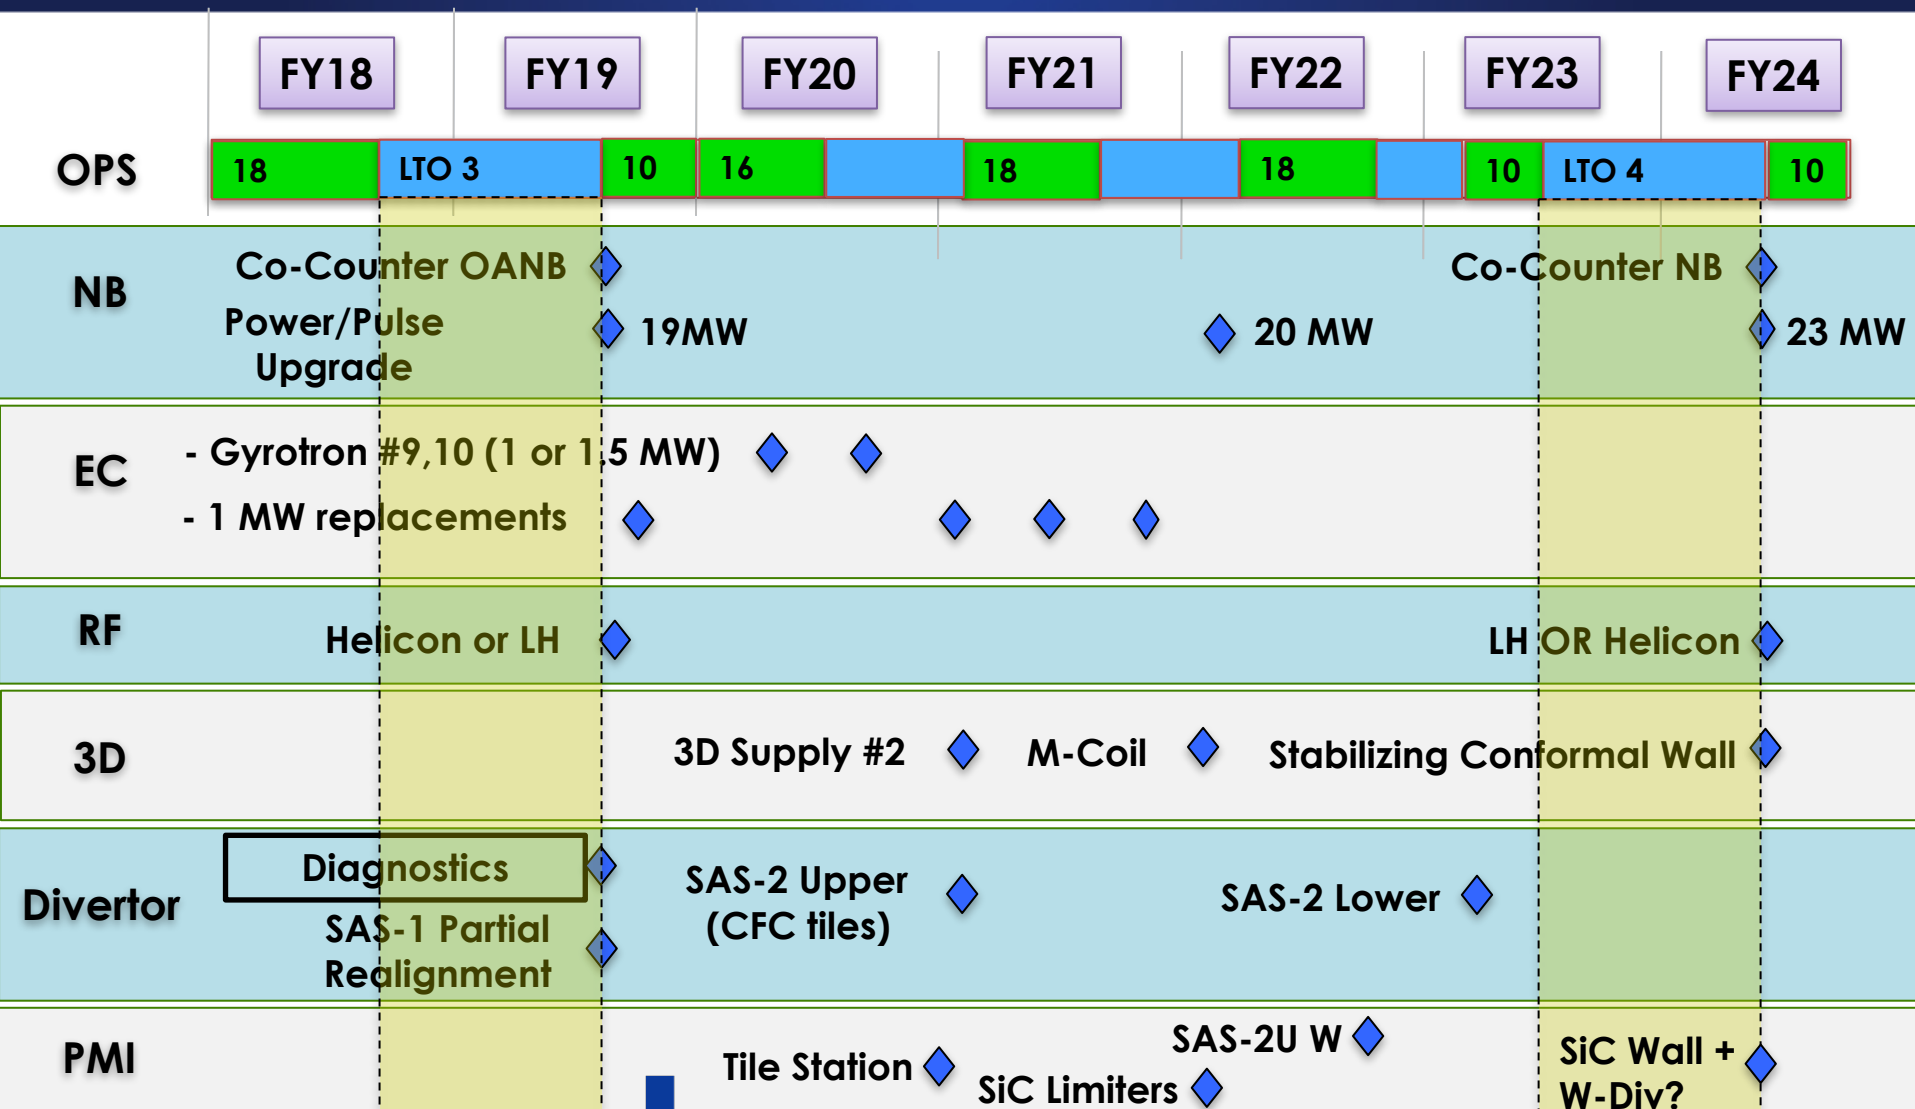 FY18 FY19 FY20 FY21 FY22 FY23 FY24
OPS 18 LTO 3 10 16 18 18 10 LTO 4 10
NB
Co-Counter OANB
Co-Counter NB
Power/Pulse
Upgrade
19MW
20 MW
23 MW
EC
- Gyrotron #9,10 (1 or 1.5 MW)
- 1 MW replacements
RF
Helicon or LH
LH OR Helicon
3D
3D Supply #2
M-Coil
Stabilizing Conformal Wall
Divertor
Diagnostics
SAS-1 Partial
Realignment
SAS-2 Upper
(CFC tiles)
SAS-2 Lower
PMI
Tile Station
SAS-2U W
SiC Limiters
SiC Wall +
W-Div?